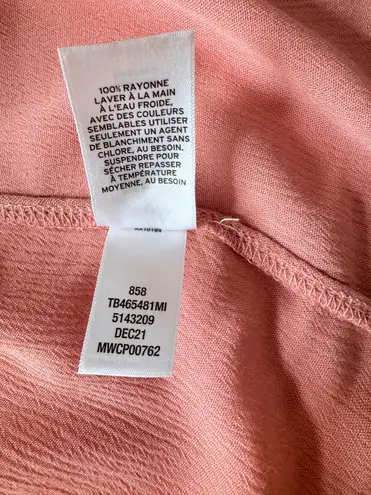 100% RAYONNE
LAVER À LA MAIN
À L'EAU FROIDE,
AVEC DES COULEURS
SEMBLABLES UTILISER
SEULEMENT UN AGENT
DE BLANCHIMENT SANS
CHLORE, AU BESOIN.
SUSPENDRE POUR
SÉCHER REPASSER
À TEMPÉRATURE
MOYENNE, AU BESOIN
858
TB465481MI
5143209
DEC21
MWCP00762